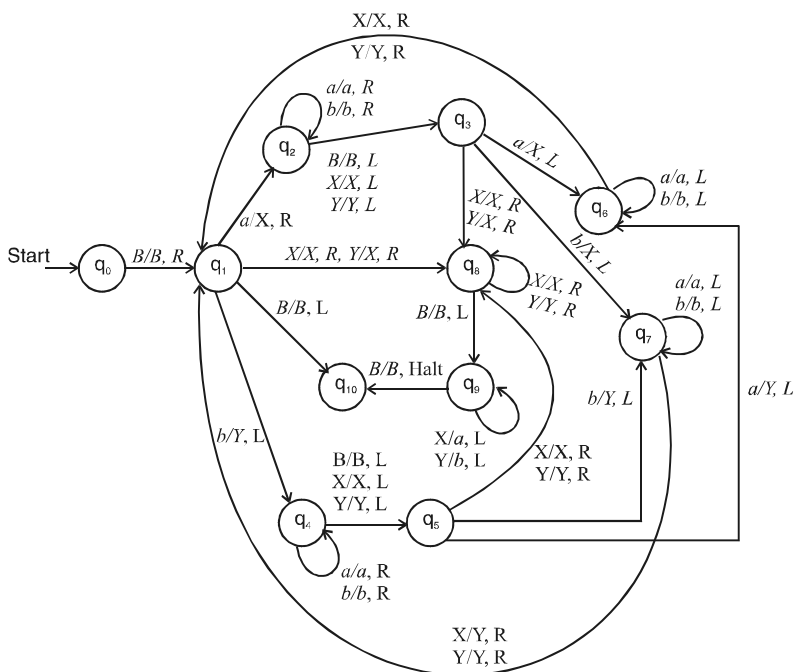 X/X, R
Y/Y, R
a/a, R
b/b, R
q2
q3
B/B, L
X/X, L
Y/Y, L
a/X, L
a/a, L
b/b, L
q6
a/X, R
X/X, R
Y/X, R
b/X, L
Start
q0
B/B, R
q1
X/X, R, Y/X, R
q8
X/X, R
Y/Y, R
a/a, L
b/b, L
B/B, L
B/B, L
q7
q10
B/B, Halt
q9
b/Y, L
a/Y, L
b/Y, L
X/a, L
Y/b, L
B/B, L
X/X, L
Y/Y, L
X/X, R
Y/Y, R
q4
q5
a/a, R
b/b, R
X/Y, R
Y/Y, R